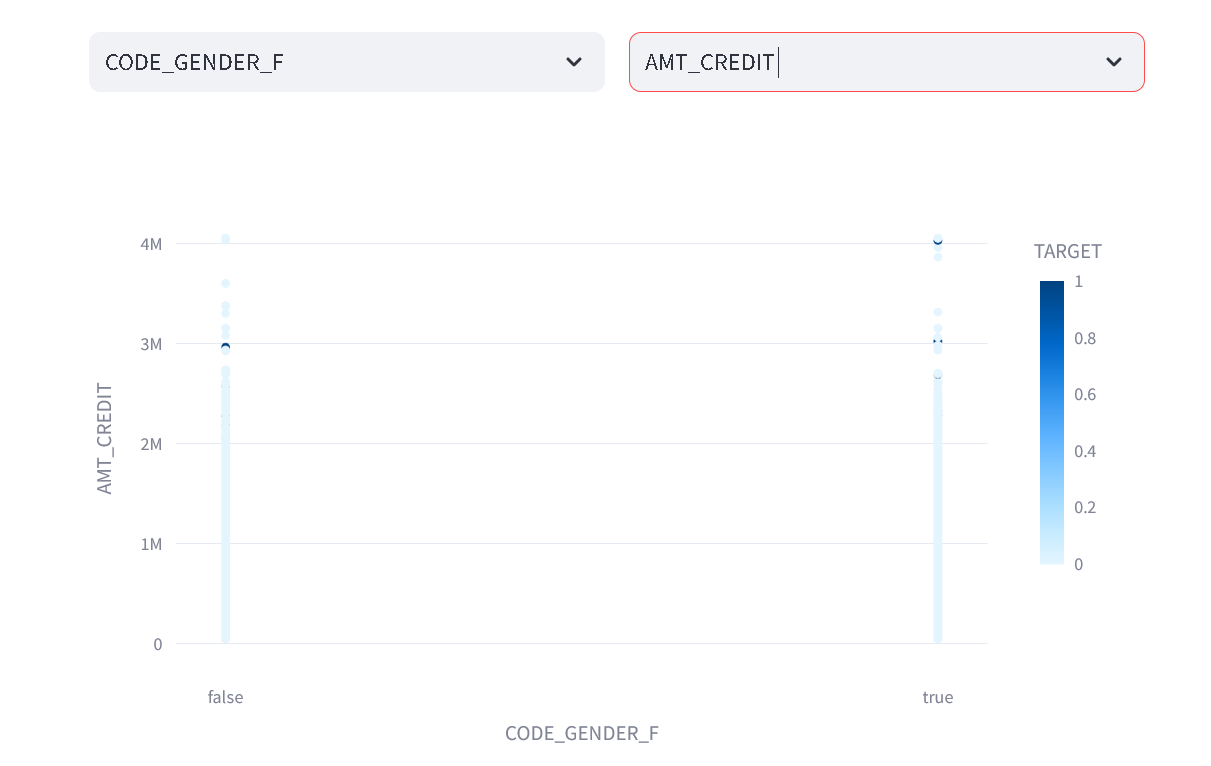 CODE_GENDER_F
AMT_CREDIT
4M
3M
2M
1M
0
AMT_CREDIT
false
true
CODE_GENDER_F
TARGET
1
0.8
0.6
0.4
0.2
0